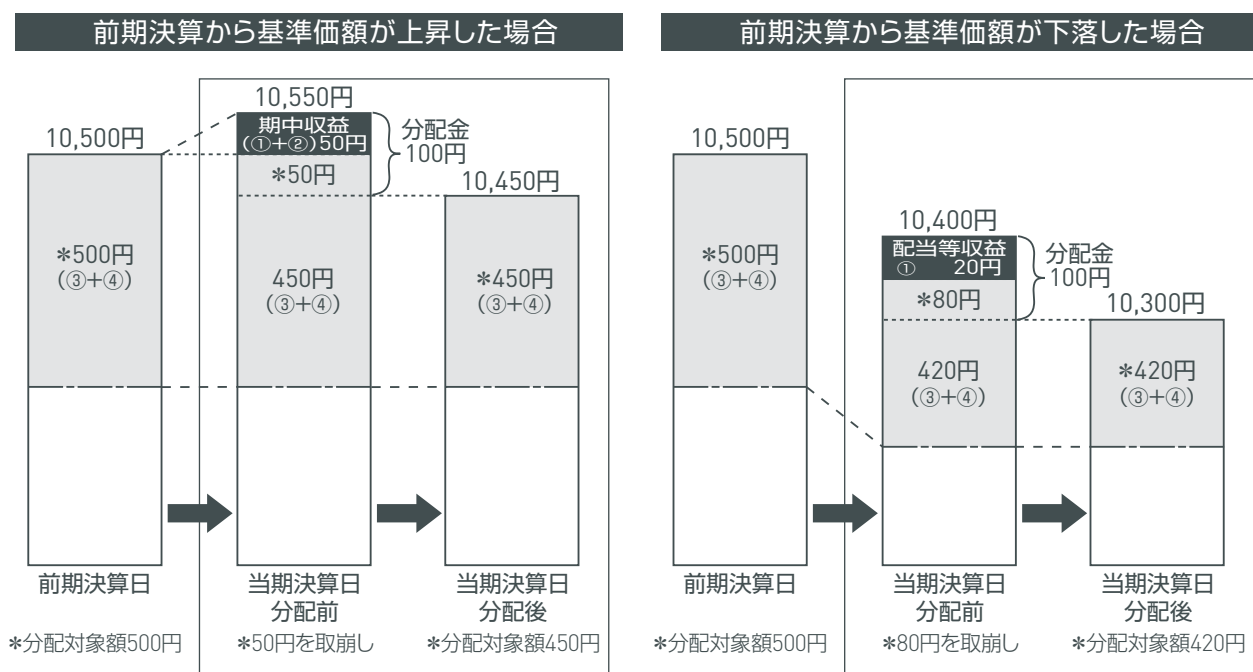 前期決算から基準価額が上昇した場合
10,500円
*500円
(③+④)
前期決算日
*分配対象額500円
10,550円
期中収益
(①+②)50円
*50円
450円
(③+④)
分配金
100円
当期決算日
分配前
*50円を取崩し
10,450円
*450円
(③+④)
当期決算日
分配後
*分配対象額450円
前期決算から基準価額が下落した場合
10,500円
*500円
(③+④)
前期決算日
*分配対象額500円
10,400円
配当等収益
① 20円
*80円
420円
(③+④)
分配金
100円
当期決算日
分配前
*80円を取崩し
10,300円
*420円
(③+④)
当期決算日
分配後
*分配対象額420円